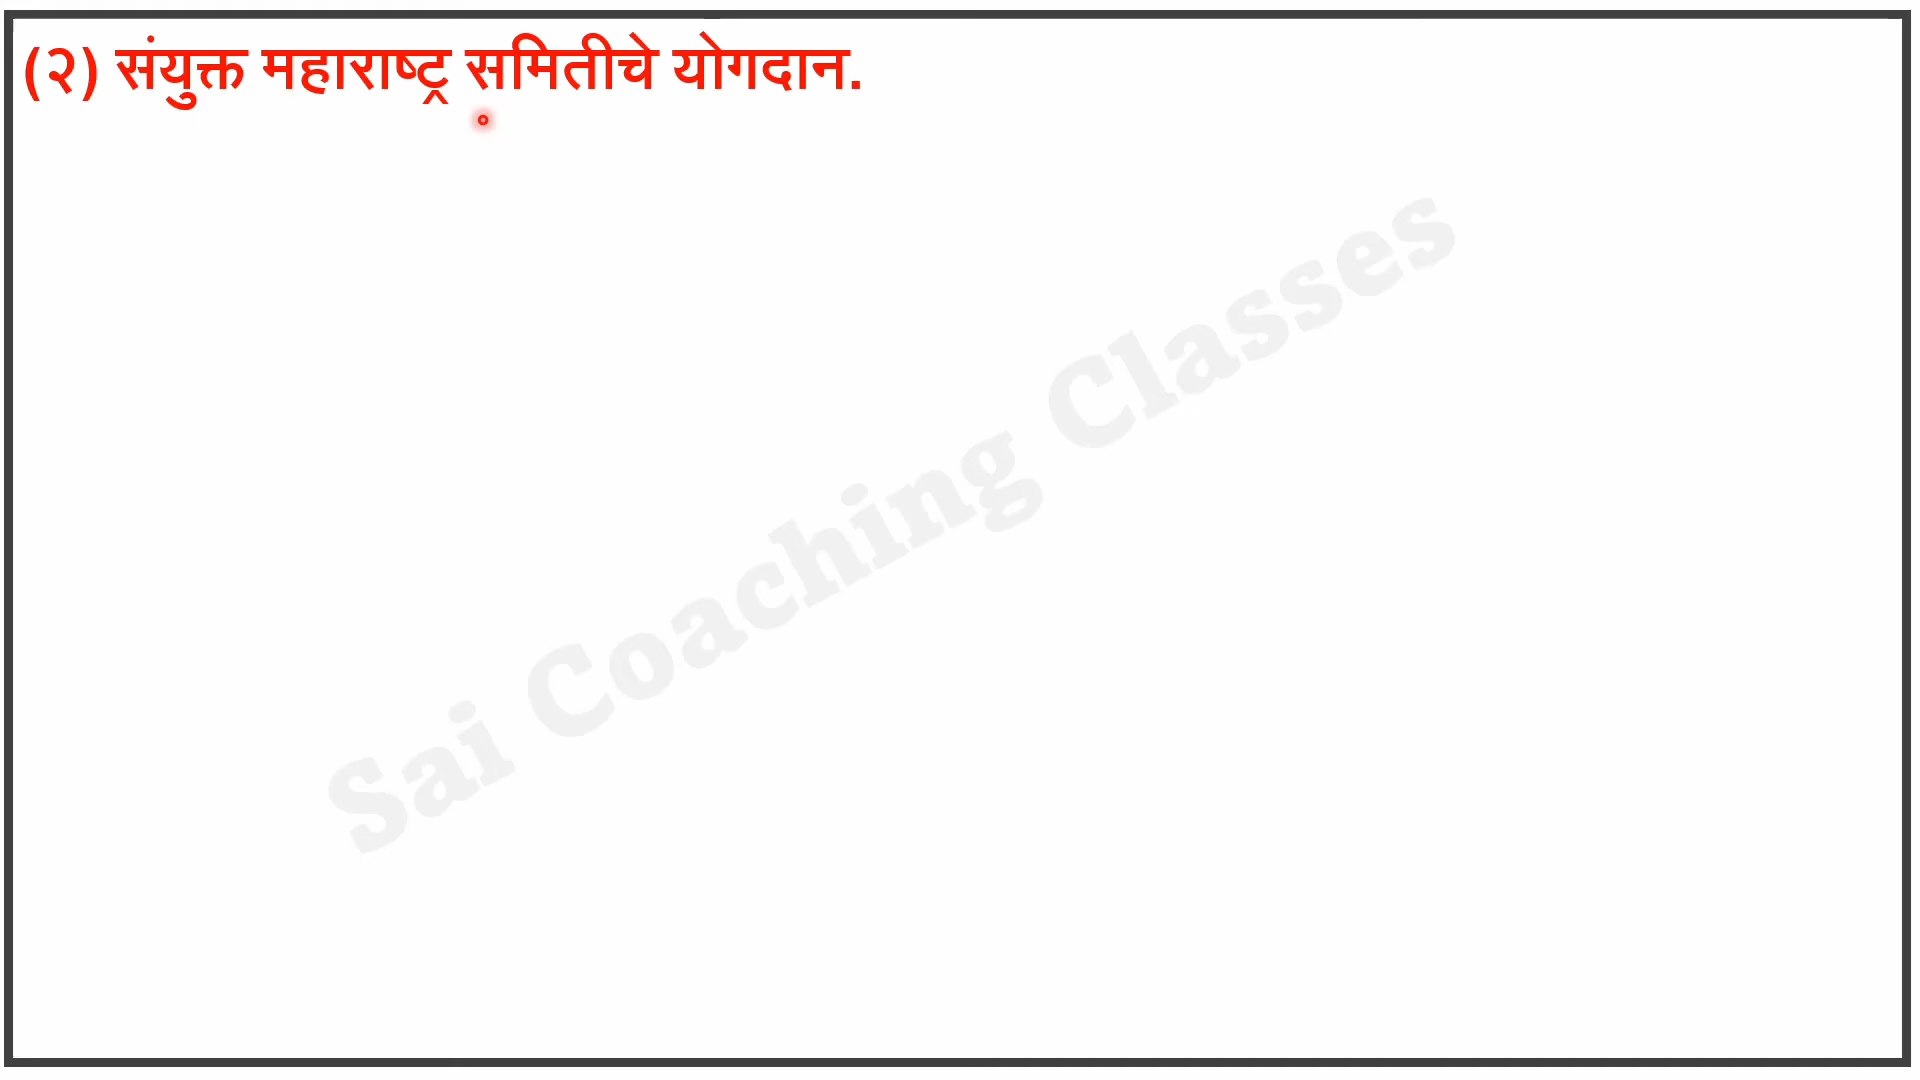 (२) संयुक्त महाराष्ट्र समितीचे योगदान.
Sai Coaching Classes